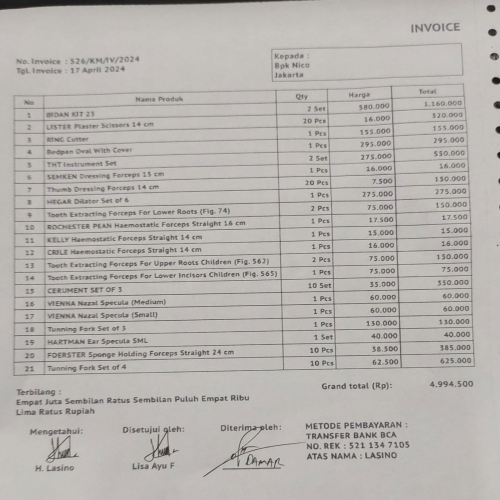 INVOICE
No. Invoice : 526/KM/IV/2024
Tgl. Invoice : 17 April 2024
Kepada :
Bpk Nico
Jakarta
No Nama Produk Qty Harga Total
1 BIDAN KIT 23 2 Set 580.000 1.160.000
2 LISTER Plaster Scissors 14 cm 20 Pcs 16.000 320.000
3 RING Cutter 1 Pcs 155.000 155.000
4 Bedpan Oval With Cover 1 Pcs 295.000 295.000
5 THT Instrument Set 2 Set 275.000 550.000
6 SEMKEN Dressing Forceps 15 cm 1 Pcs 16.000 16.000
7 Thumb Dressing Forceps 14 cm 20 Pcs 7.500 150.000
8 HEGAR Dilator Set of 6 1 Pcs 275.000 275.000
9 Tooth Extracting Forceps For Lower Roots (Fig. 74) 2 Pcs 75.000 150.000
10 ROCHESTER PEAN Haemostatic Forceps Straight 16 cm 1 Pcs 17.500 17.500
11 KELLY Haemostatic Forceps Straight 14 cm 1 Pcs 15.000 15.000
12 CRILE Haemostatic Forceps Straight 14 cm 1 Pcs 16.000 16.000
13 Tooth Extracting Forceps For Upper Roots Children (Fig. 562) 2 Pcs 75.000 150.000
14 Tooth Extracting Forceps For Lower Incisors Children (Fig. 565) 1 Pcs 75.000 75.000
15 CERUMENT SET OF 3 10 Set 35.000 350.000
16 VIENNA Nazal Specula (Medium) 1 Pcs 60.000 60.000
17 VIENNA Nazal Specula (Small) 1 Pcs 60.000 60.000
18 Tunning Fork Set of 3 1 Pcs 130.000 130.000
19 HARTMAN Ear Specula SML 1 Set 40.000 40.000
20 FOERSTER Sponge Holding Forceps Straight 24 cm 10 Pcs 38.500 385.000
21 Tunning Fork Set of 4 10 Pcs 62.500 625.000
Grand total (Rp): 4.994.500
Terbilang :
Empat Juta Sembilan Ratus Sembilan Puluh Empat Ribu
Lima Ratus Rupiah
Mengetahui: Disetujui oleh: Diterima oleh:
H. Lasino Lisa Ayu F DAMAR
METODE PEMBAYARAN :
TRANSFER BANK BCA
NO. REK : 521 134 7105
ATAS NAMA : LASINO